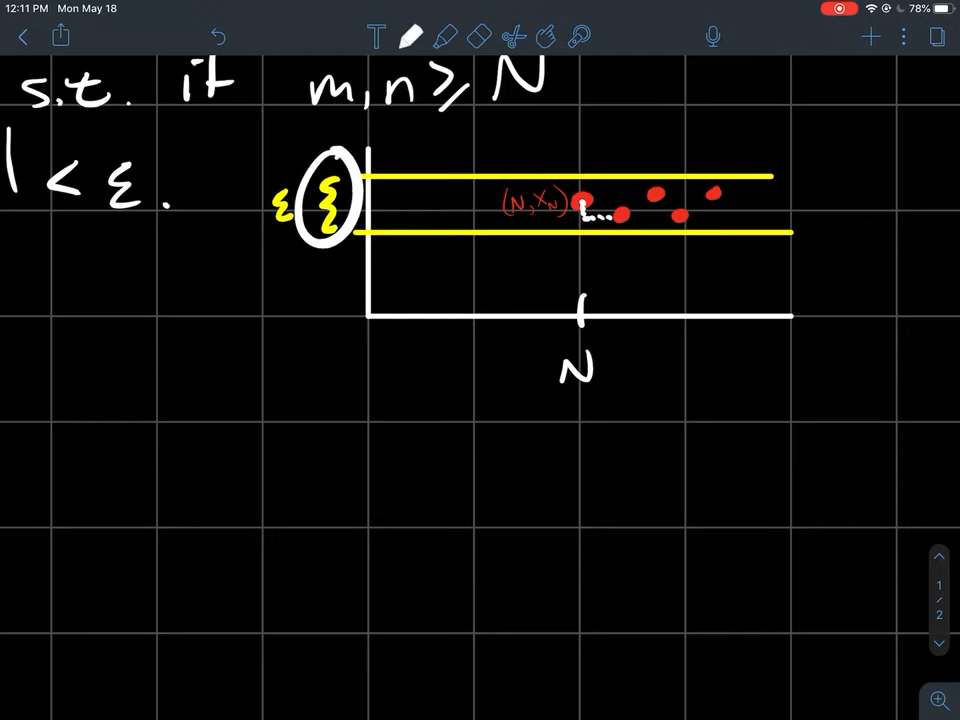 12:11 PM Mon May 18
78%
T
s.t. if m,n ≥ N
| < ε.
ε
(N, x_N)
N
1
/
2